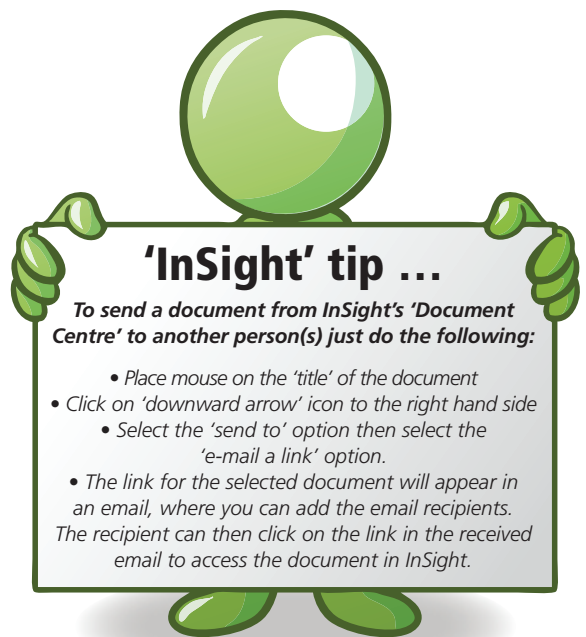 ‘InSight’ tip ...
To send a document from InSight’s ‘Document
Centre’ to another person(s) just do the following:
• Place mouse on the ‘title’ of the document
• Click on ‘downward arrow’ icon to the right hand side
• Select the ‘send to’ option then select the
‘e-mail a link’ option.
• The link for the selected document will appear in
an email, where you can add the email recipients.
The recipient can then click on the link in the received
email to access the document in InSight.